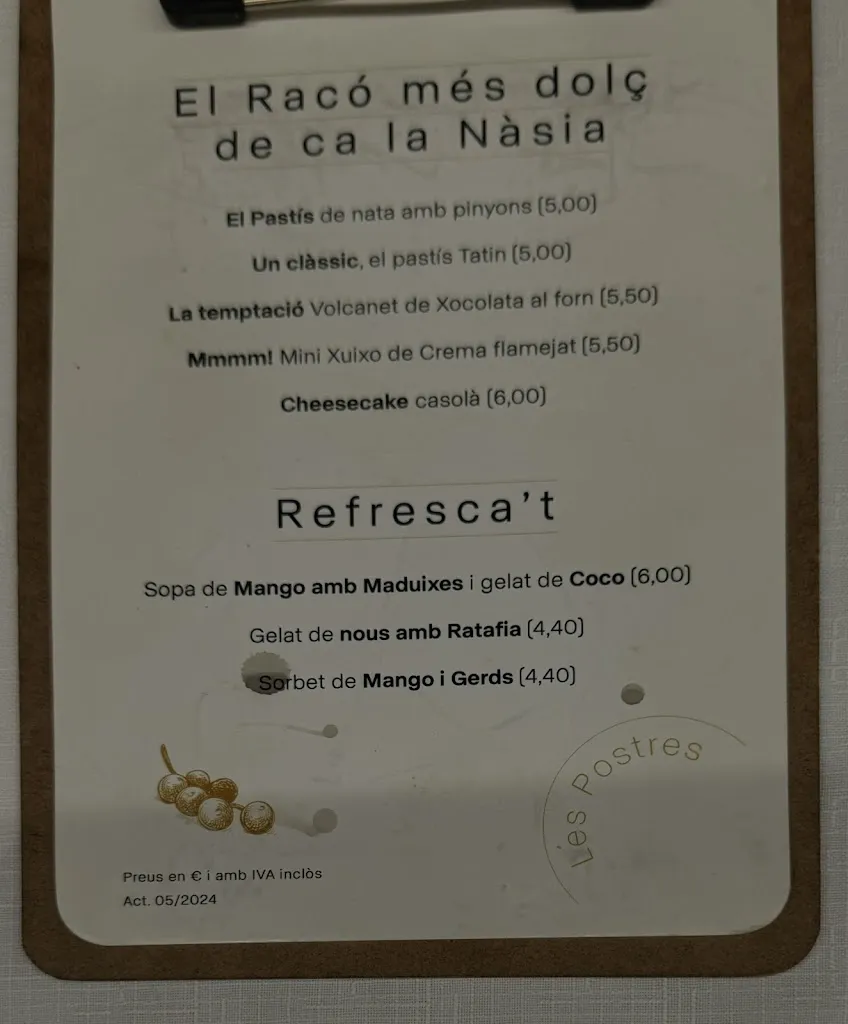 El Racó més dolç
de ca la Nàsia
El Pastís de nata amb pinyons (5,00)
Un clàssic, el pastís Tatin (5,00)
La temptació Volcanet de Xocolata al forn (5,50)
Mmmm! Mini Xuixo de Crema flamejat (5,50)
Cheesecake casolà (6,00)
Refresca't
Sopa de Mango amb Maduixes i gelat de Coco (6,00)
Gelat de nous amb Ratafia (4,40)
Sorbet de Mango i Gerds (4,40)
Les Postres
Preus en € i amb IVA inclòs
Act. 05/2024